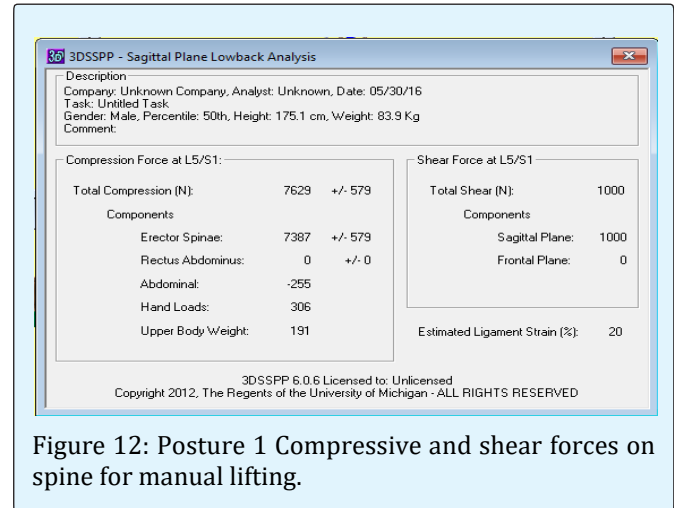 3DSSPP - Sagittal Plane Lowback Analysis
Description
Company: Unknown Company, Analyst: Unknown, Date: 05/30/16
Task: Untitled Task
Gender: Male, Percentile: 50th, Height: 175.1 cm, Weight: 83.9 Kg
Comment:
Compression Force at L5/S1:
Total Compression (N): 7629 +/- 579
Components
Erector Spinae: 7387 +/- 579
Rectus Abdominus: 0 +/- 0
Abdominal: -255
Hand Loads: 306
Upper Body Weight: 191
Shear Force at L5/S1
Total Shear (N): 1000
Components
Sagittal Plane: 1000
Frontal Plane: 0
Estimated Ligament Strain (%): 20
3DSSPP 6.0.6 Licensed to: Unlicensed
Copyright 2012, The Regents of the University of Michigan - ALL RIGHTS RESERVED
Figure 12: Posture 1 Compressive and shear forces on
spine for manual lifting.